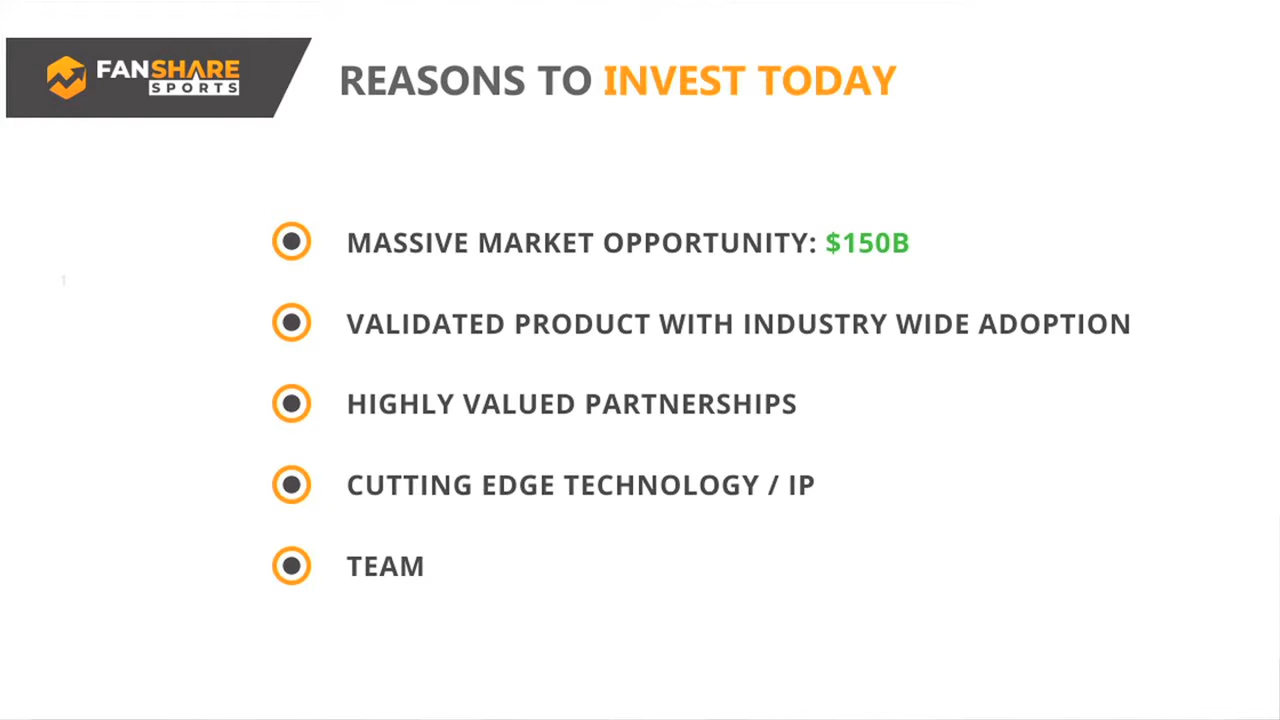 FANSHARE
SPORTS
REASONS TO INVEST TODAY
MASSIVE MARKET OPPORTUNITY: $150B
1
VALIDATED PRODUCT WITH INDUSTRY WIDE ADOPTION
HIGHLY VALUED PARTNERSHIPS
CUTTING EDGE TECHNOLOGY / IP
TEAM